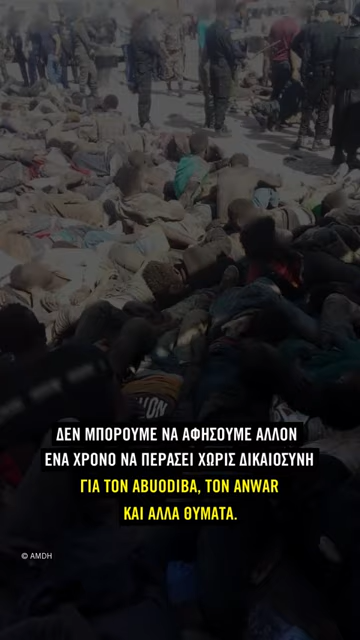 ΔΕΝ ΜΠΟΡΟΥΜΕ ΝΑ ΑΦΗΣΟΥΜΕ ΑΛΛΟΝ
ΕΝΑ ΧΡΟΝΟ ΝΑ ΠΕΡΑΣΕΙ ΧΩΡΙΣ ΔΙΚΑΙΟΣΥΝΗ
ΓΙΑ ΤΟΝ ABUODIBA, ΤΟΝ ANWAR
ΚΑΙ ΑΛΛΑ ΘΥΜΑΤΑ.
© AMDH